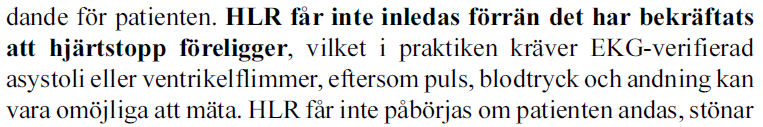 dande för patienten. HLR får inte inledas förrän det har bekräftats
att hjärtstopp föreligger, vilket i praktiken kräver EKG-verifierad
asystoli eller ventrikelflimmer, eftersom puls, blodtryck och andning kan
vara omöjliga att mäta. HLR får inte påbörjas om patienten andas, stönar